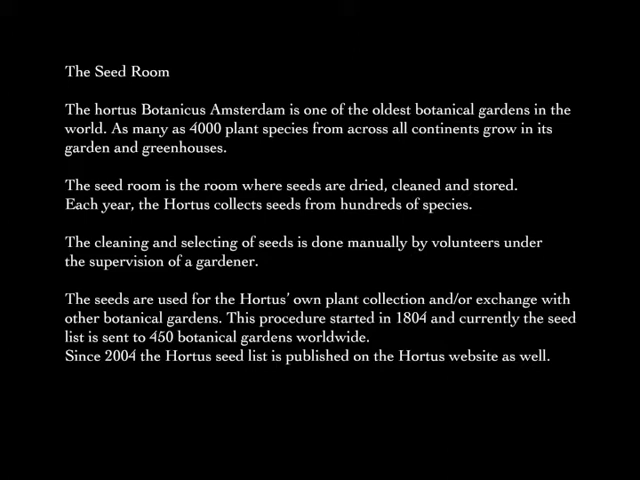 The Seed Room
The hortus Botanicus Amsterdam is one of the oldest botanical gardens in the
world. As many as 4000 plant species from across all continents grow in its
garden and greenhouses.
The seed room is the room where seeds are dried, cleaned and stored.
Each year, the Hortus collects seeds from hundreds of species.
The cleaning and selecting of seeds is done manually by volunteers under
the supervision of a gardener.
The seeds are used for the Hortus' own plant collection and/or exchange with
other botanical gardens. This procedure started in 1804 and currently the seed
list is sent to 450 botanical gardens worldwide.
Since 2004 the Hortus seed list is published on the Hortus website as well.